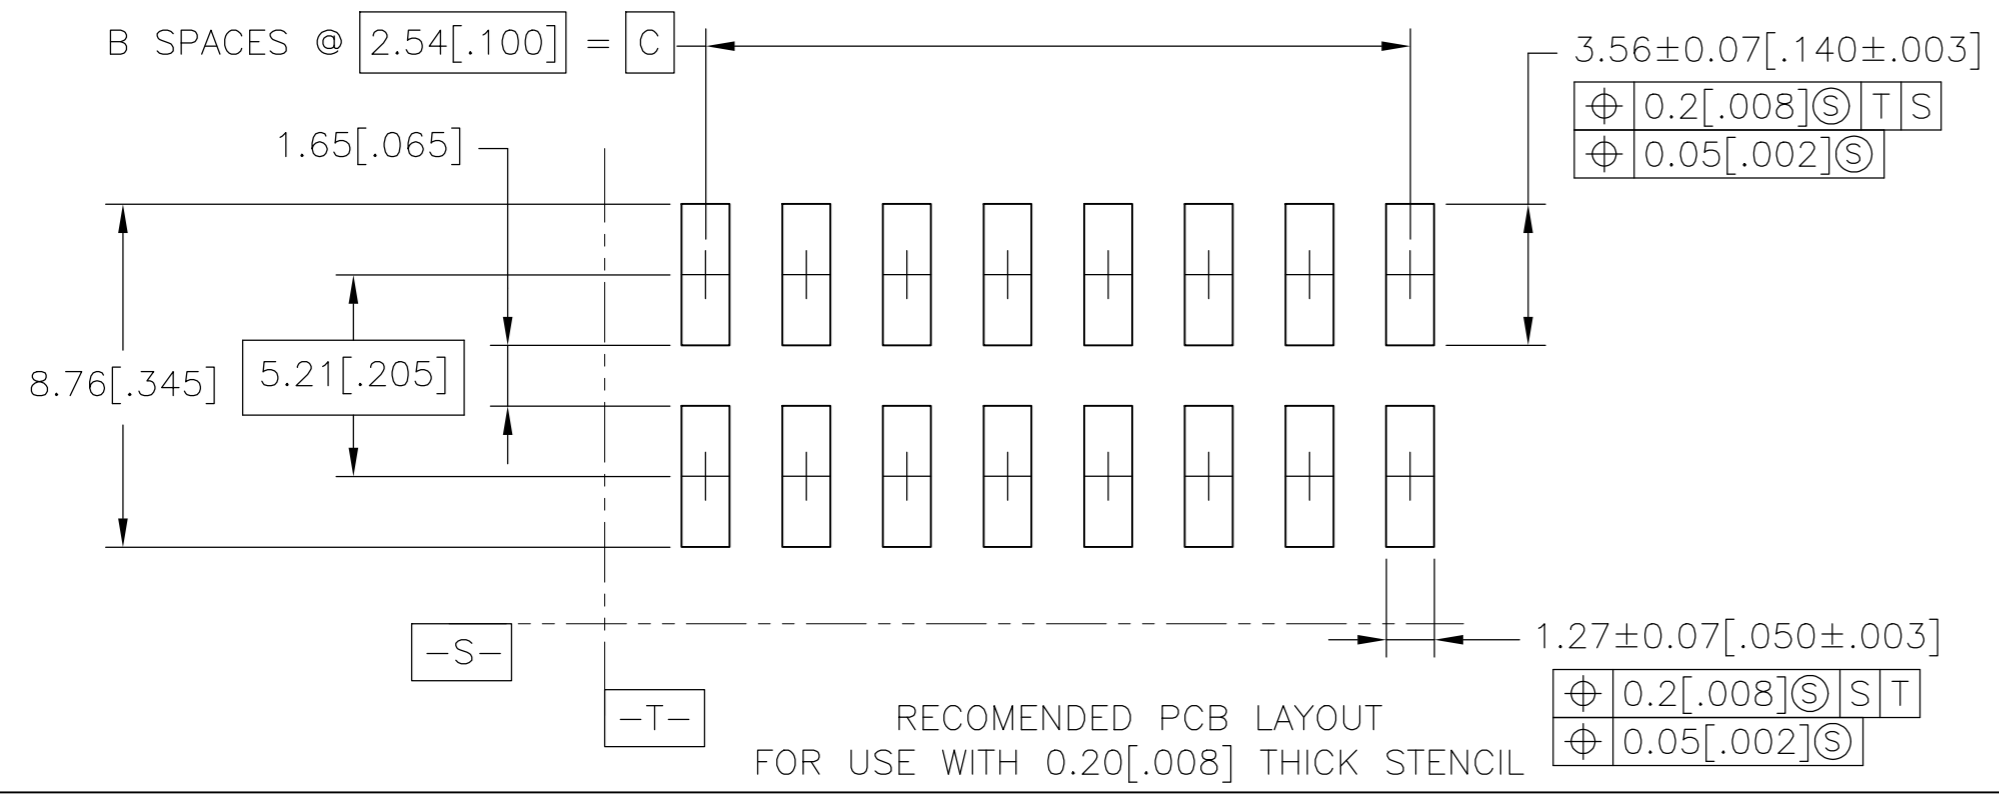 B SPACES @ 2.54[.100] = C
3.56±0.07[.140±.003]
⌖ 0.2[.008]Ⓢ T S
⌖ 0.05[.002]Ⓢ
1.65[.065]
8.76[.345]
5.21[.205]
-S-
-T-
1.27±0.07[.050±.003]
⌖ 0.2[.008]Ⓢ S T
⌖ 0.05[.002]Ⓢ
RECOMENDED PCB LAYOUT
FOR USE WITH 0.20[.008] THICK STENCIL